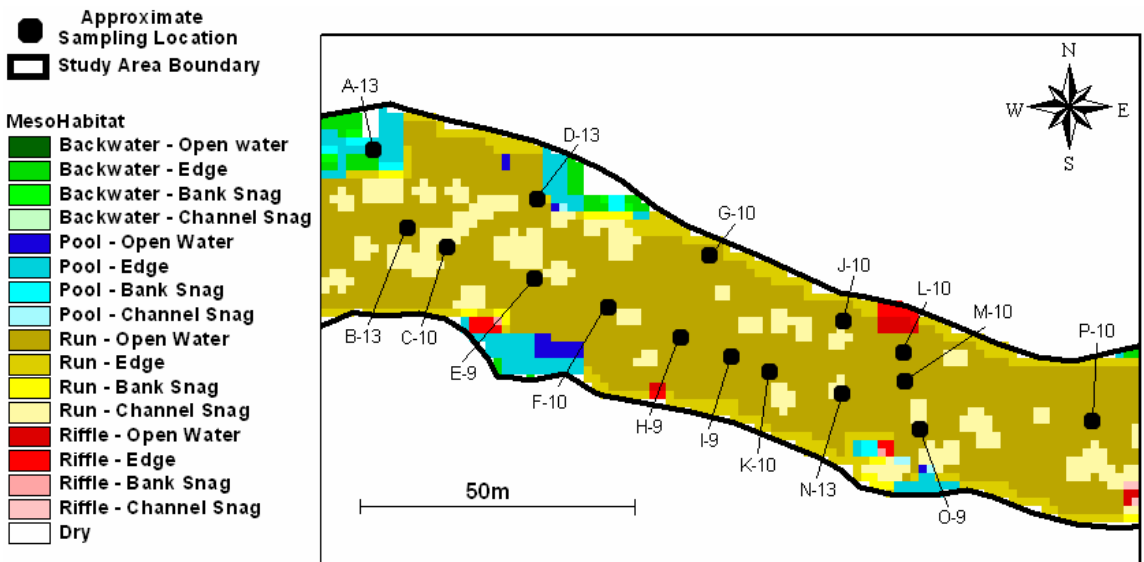 Approximate
Sampling Location
Study Area Boundary
MesoHabitat
Backwater - Open water
Backwater - Edge
Backwater - Bank Snag
Backwater - Channel Snag
Pool - Open Water
Pool - Edge
Pool - Bank Snag
Pool - Channel Snag
Run - Open Water
Run - Edge
Run - Bank Snag
Run - Channel Snag
Riffle - Open Water
Riffle - Edge
Riffle - Bank Snag
Riffle - Channel Snag
Dry
N
W E
S
A-13
D-13
G-10
J-10
L-10
M-10
P-10
B-13
C-10
E-9
F-10
H-9
I-9
K-10
N-13
O-9
50m